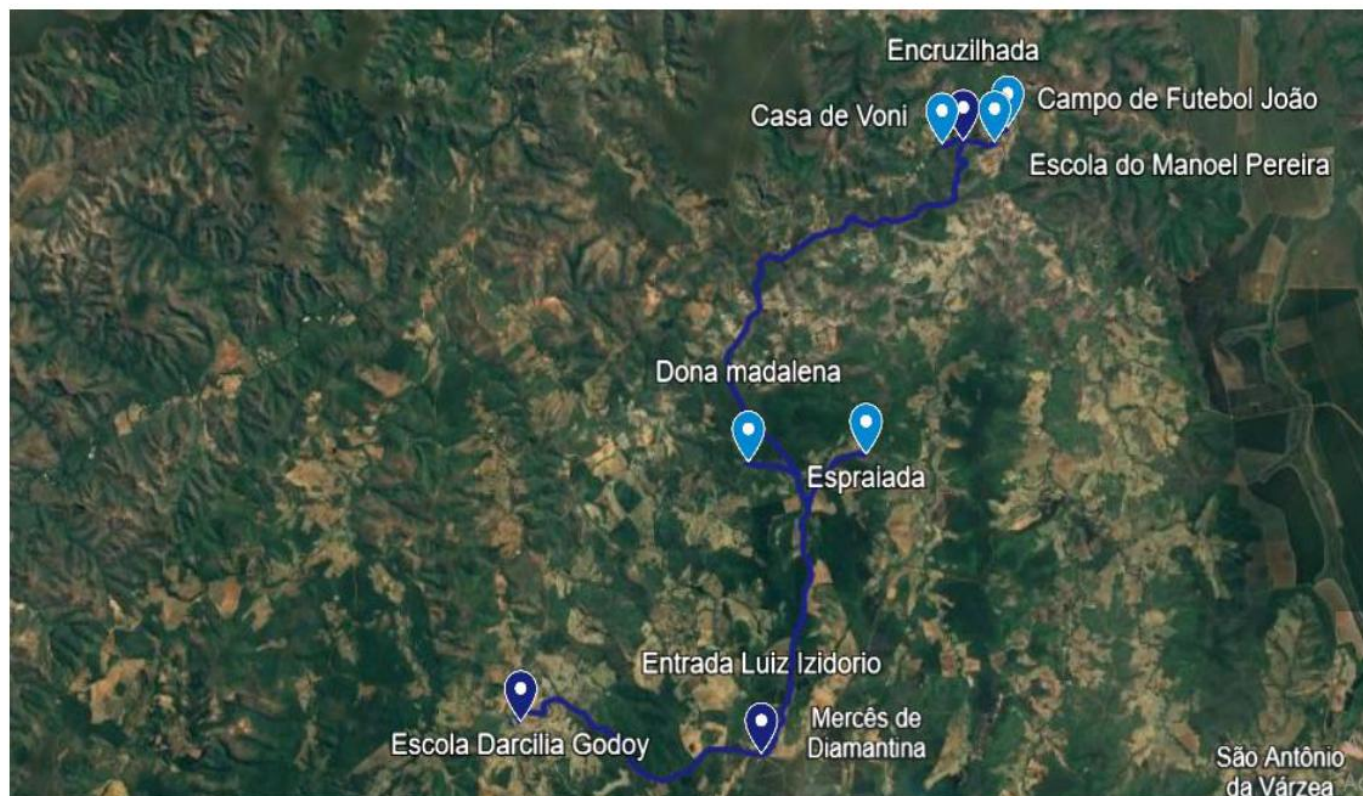 Encruzilhada
Casa de Voni
Campo de Futebol João
Escola do Manoel Pereira
Dona madalena
Espraiada
Entrada Luiz Izidorio
Escola Darcilia Godoy
Mercês de
Diamantina
São Antônio
da Várzea